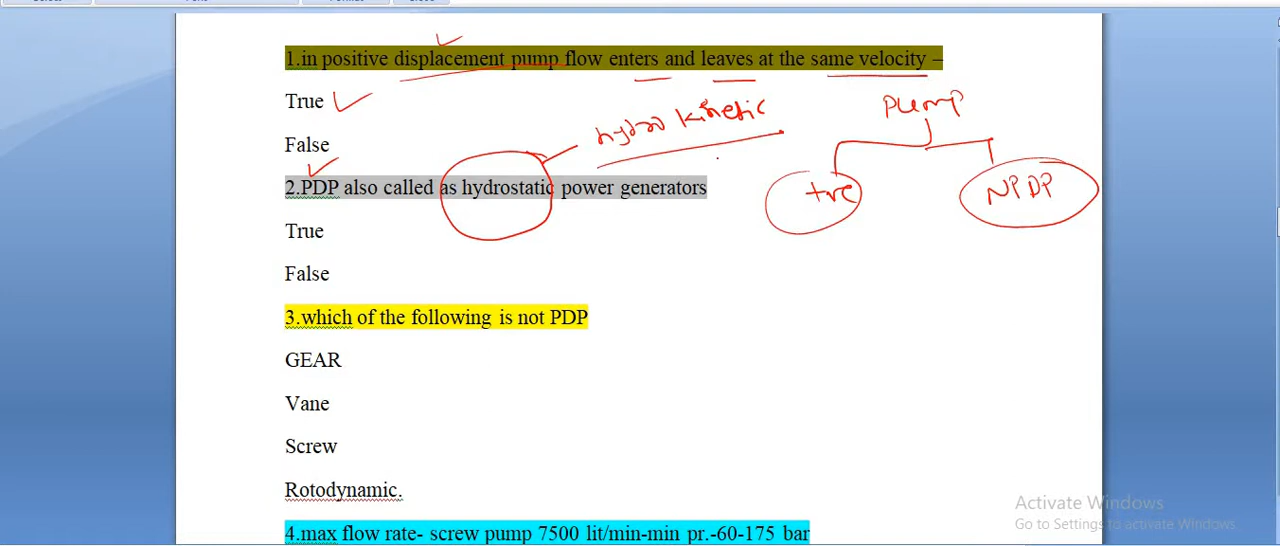 1.in positive displacement pump flow enters and leaves at the same velocity –
True
pump
hydro kinetic
False
+ve
NPDP
2.PDP also called as hydrostatic power generators
True
False
3.which of the following is not PDP
GEAR
Vane
Screw
Rotodynamic.
Activate Windows
Go to Settings to activate Windows.
4.max flow rate- screw pump 7500 lit/min-min pr.-60-175 bar